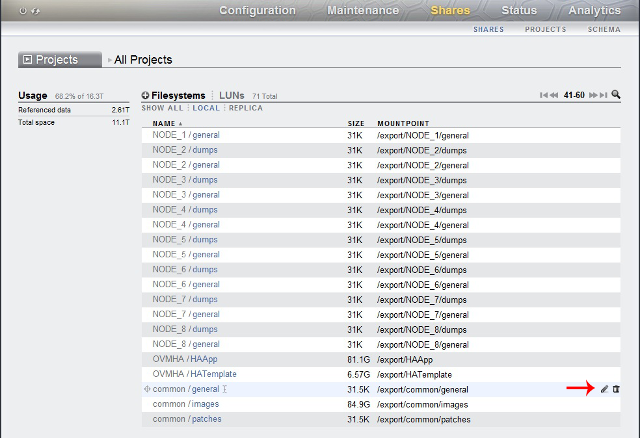 Configuration Maintenance Shares Status Analytics
SHARES PROJECTS SCHEMA
Projects All Projects
Usage 68.2% of 16.3T
Referenced data 2.61T
Total space 11.1T
Filesystems LUNs 71 Total 41-60
SHOW ALL LOCAL REPLICA
NAME SIZE MOUNTPOINT
NODE_1 / general 31K /export/NODE_1/general
NODE_2 / dumps 31K /export/NODE_2/dumps
NODE_2 / general 31K /export/NODE_2/general
NODE_3 / dumps 31K /export/NODE_3/dumps
NODE_3 / general 31K /export/NODE_3/general
NODE_4 / dumps 31K /export/NODE_4/dumps
NODE_4 / general 31K /export/NODE_4/general
NODE_5 / dumps 31K /export/NODE_5/dumps
NODE_5 / general 31K /export/NODE_5/general
NODE_6 / dumps 31K /export/NODE_6/dumps
NODE_6 / general 31K /export/NODE_6/general
NODE_7 / dumps 31K /export/NODE_7/dumps
NODE_7 / general 31K /export/NODE_7/general
NODE_8 / dumps 31K /export/NODE_8/dumps
NODE_8 / general 31K /export/NODE_8/general
OVMHA / HAApp 81.1G /export/HAApp
OVMHA / HATemplate 6.57G /export/HATemplate
common / general 31.5K /export/common/general
common / images 84.9G /export/common/images
common / patches 31.5K /export/common/patches